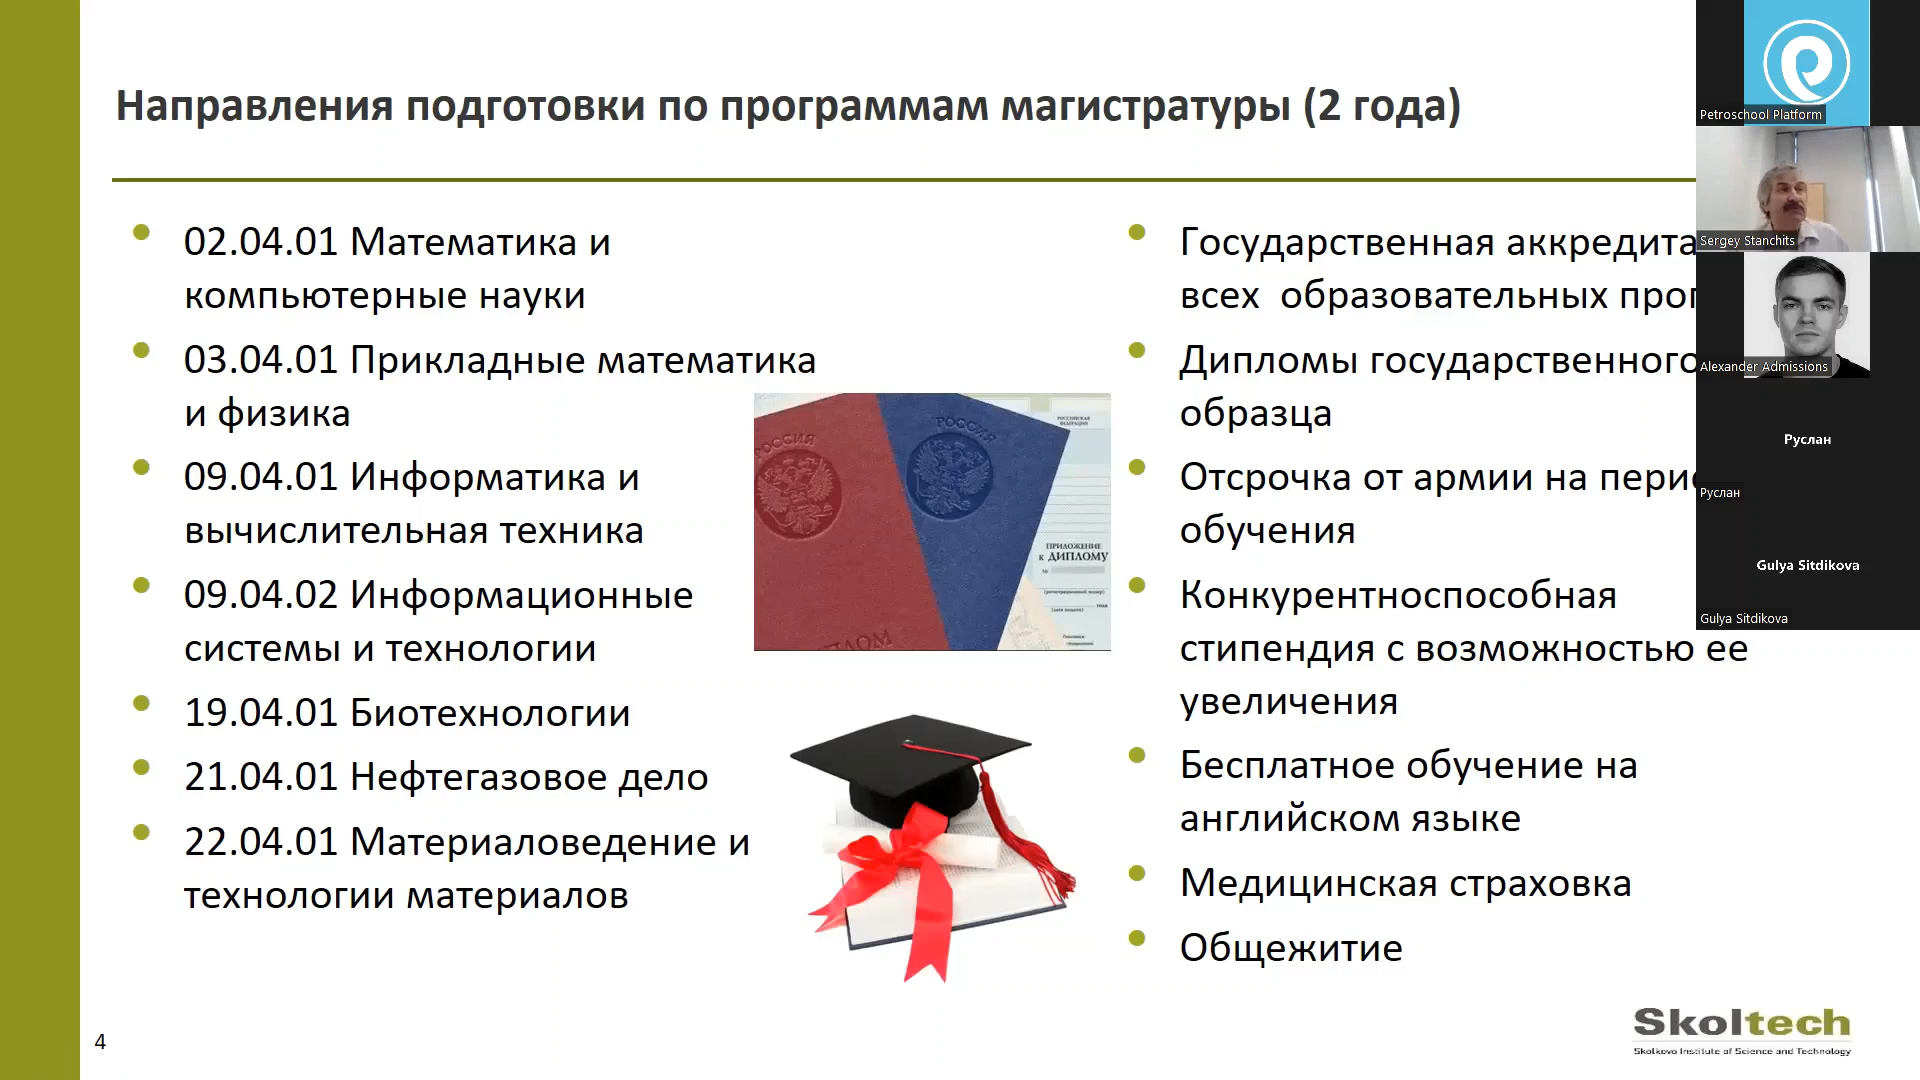 Направления подготовки по программам магистратуры (2 года)
02.04.01 Математика и
компьютерные науки
03.04.01 Прикладные математика
и физика
09.04.01 Информатика и
вычислительная техника
09.04.02 Информационные
системы и технологии
19.04.01 Биотехнологии
21.04.01 Нефтегазовое дело
22.04.01 Материаловедение и
технологии материалов
РОССИЯ
РОССИЯ
РОССИЙСКАЯ
ФЕДЕРАЦИЯ
ПРИЛОЖЕНИЕ
к ДИПЛОМУ
Государственная аккредита
всех образовательных прог
Дипломы государственного
образца
Отсрочка от армии на перио
обучения
Конкурентноспособная
стипендия с возможностью ее
увеличения
Бесплатное обучение на
английском языке
Медицинская страховка
Общежитие
Petroschool Platform
Sergey Stanchits
Alexander Admissions
Руслан
Руслан
Gulya Sitdikova
Gulya Sitdikova
4
Skoltech
Skolkovo Institute of Science and Technology